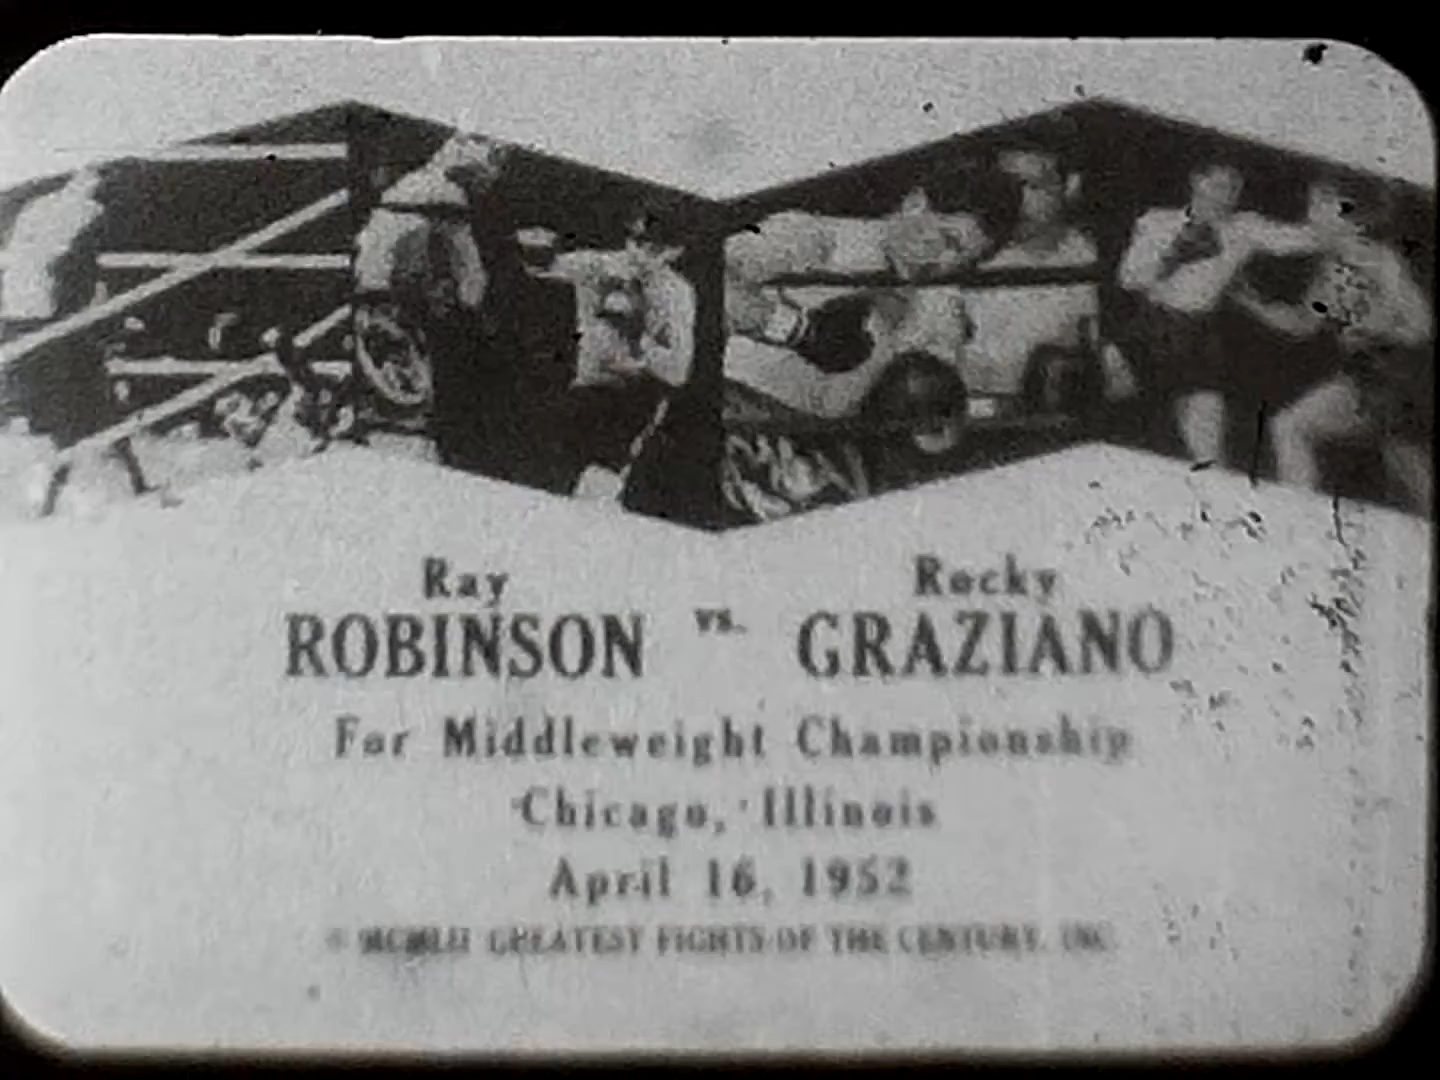 Ray Rocky
ROBINSON vs. GRAZIANO
For Middleweight Championship
Chicago, Illinois
April 16, 1952
© MCMLII GREATEST FIGHTS OF THE CENTURY, INC.